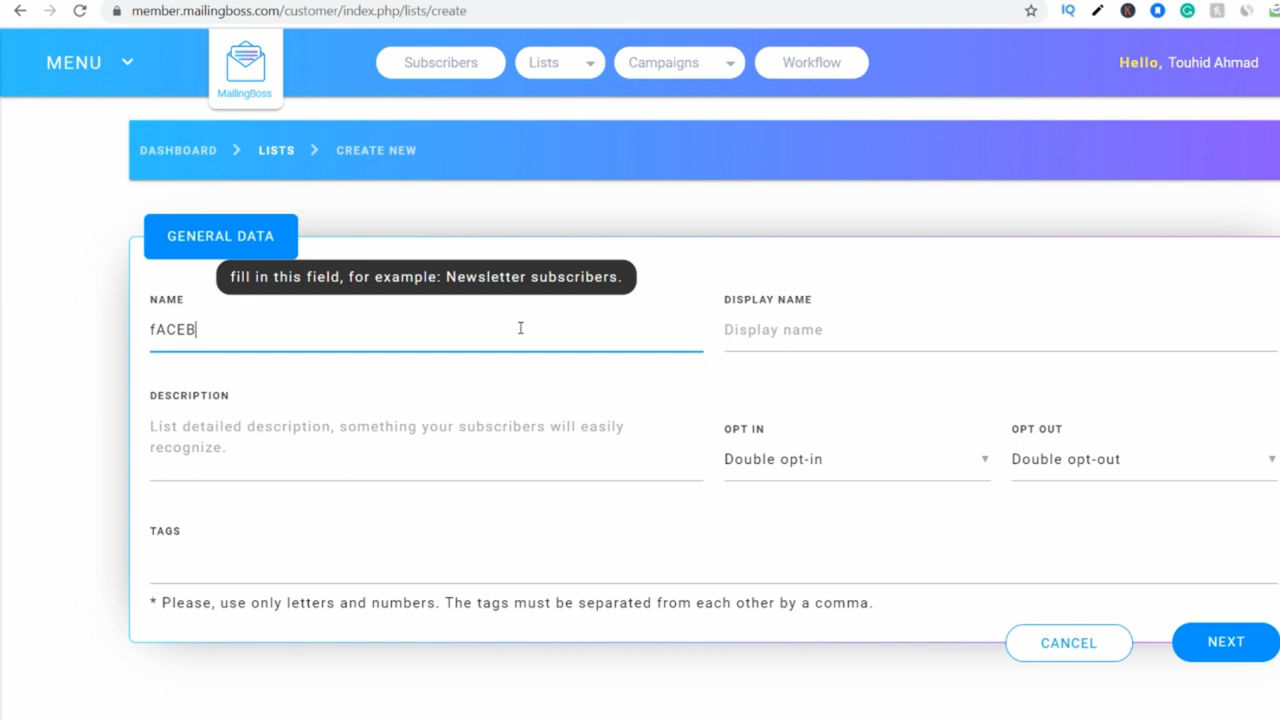 member.mailingboss.com/customer/index.php/lists/create
IQ
K
MENU
MailingBoss
Subscribers
Lists
Campaigns
Workflow
Hello, Touhid Ahmad
DASHBOARD
LISTS
CREATE NEW
GENERAL DATA
fill in this field, for example: Newsletter subscribers.
NAME
fACEB
DISPLAY NAME
Display name
DESCRIPTION
List detailed description, something your subscribers will easily
recognize.
OPT IN
Double opt-in
OPT OUT
Double opt-out
TAGS
* Please, use only letters and numbers. The tags must be separated from each other by a comma.
CANCEL
NEXT